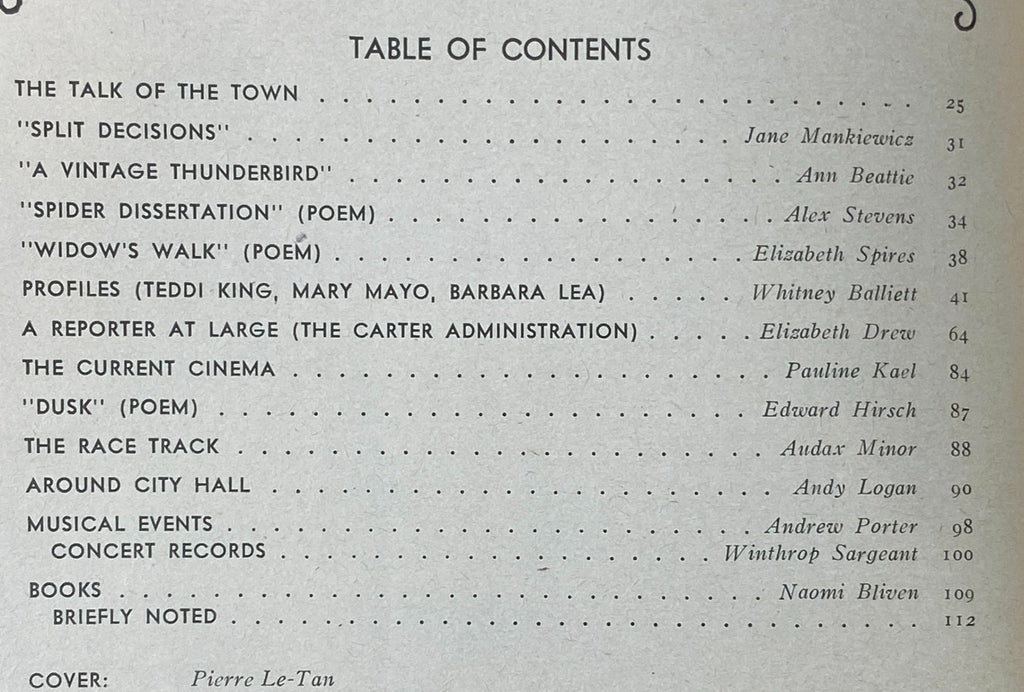 TABLE OF CONTENTS
THE TALK OF THE TOWN . . . . . . . . . . . . . . . . . . . . . . . . . 25
"SPLIT DECISIONS" . . . . . . . . . . . . . . . . . . . . Jane Mankiewicz 31
"A VINTAGE THUNDERBIRD" . . . . . . . . . . . . . . . . . . Ann Beattie 32
"SPIDER DISSERTATION" (POEM) . . . . . . . . . . . . . . . . Alex Stevens 34
"WIDOW'S WALK" (POEM) . . . . . . . . . . . . . . . . . Elizabeth Spires 38
PROFILES (TEDDI KING, MARY MAYO, BARBARA LEA) . . . . . Whitney Balliett 41
A REPORTER AT LARGE (THE CARTER ADMINISTRATION) . . . . . Elizabeth Drew 64
THE CURRENT CINEMA . . . . . . . . . . . . . . . . . . . . Pauline Kael 84
"DUSK" (POEM) . . . . . . . . . . . . . . . . . . . . . . Edward Hirsch 87
THE RACE TRACK . . . . . . . . . . . . . . . . . . . . . . Audax Minor 88
AROUND CITY HALL . . . . . . . . . . . . . . . . . . . . . Andy Logan 90
MUSICAL EVENTS . . . . . . . . . . . . . . . . . . . . . . Andrew Porter 98
CONCERT RECORDS . . . . . . . . . . . . . . . . . . . Winthrop Sargeant 100
BOOKS . . . . . . . . . . . . . . . . . . . . . . . . . . Naomi Bliven 109
BRIEFLY NOTED . . . . . . . . . . . . . . . . . . . . . . . . . . . . 112
COVER: Pierre Le-Tan